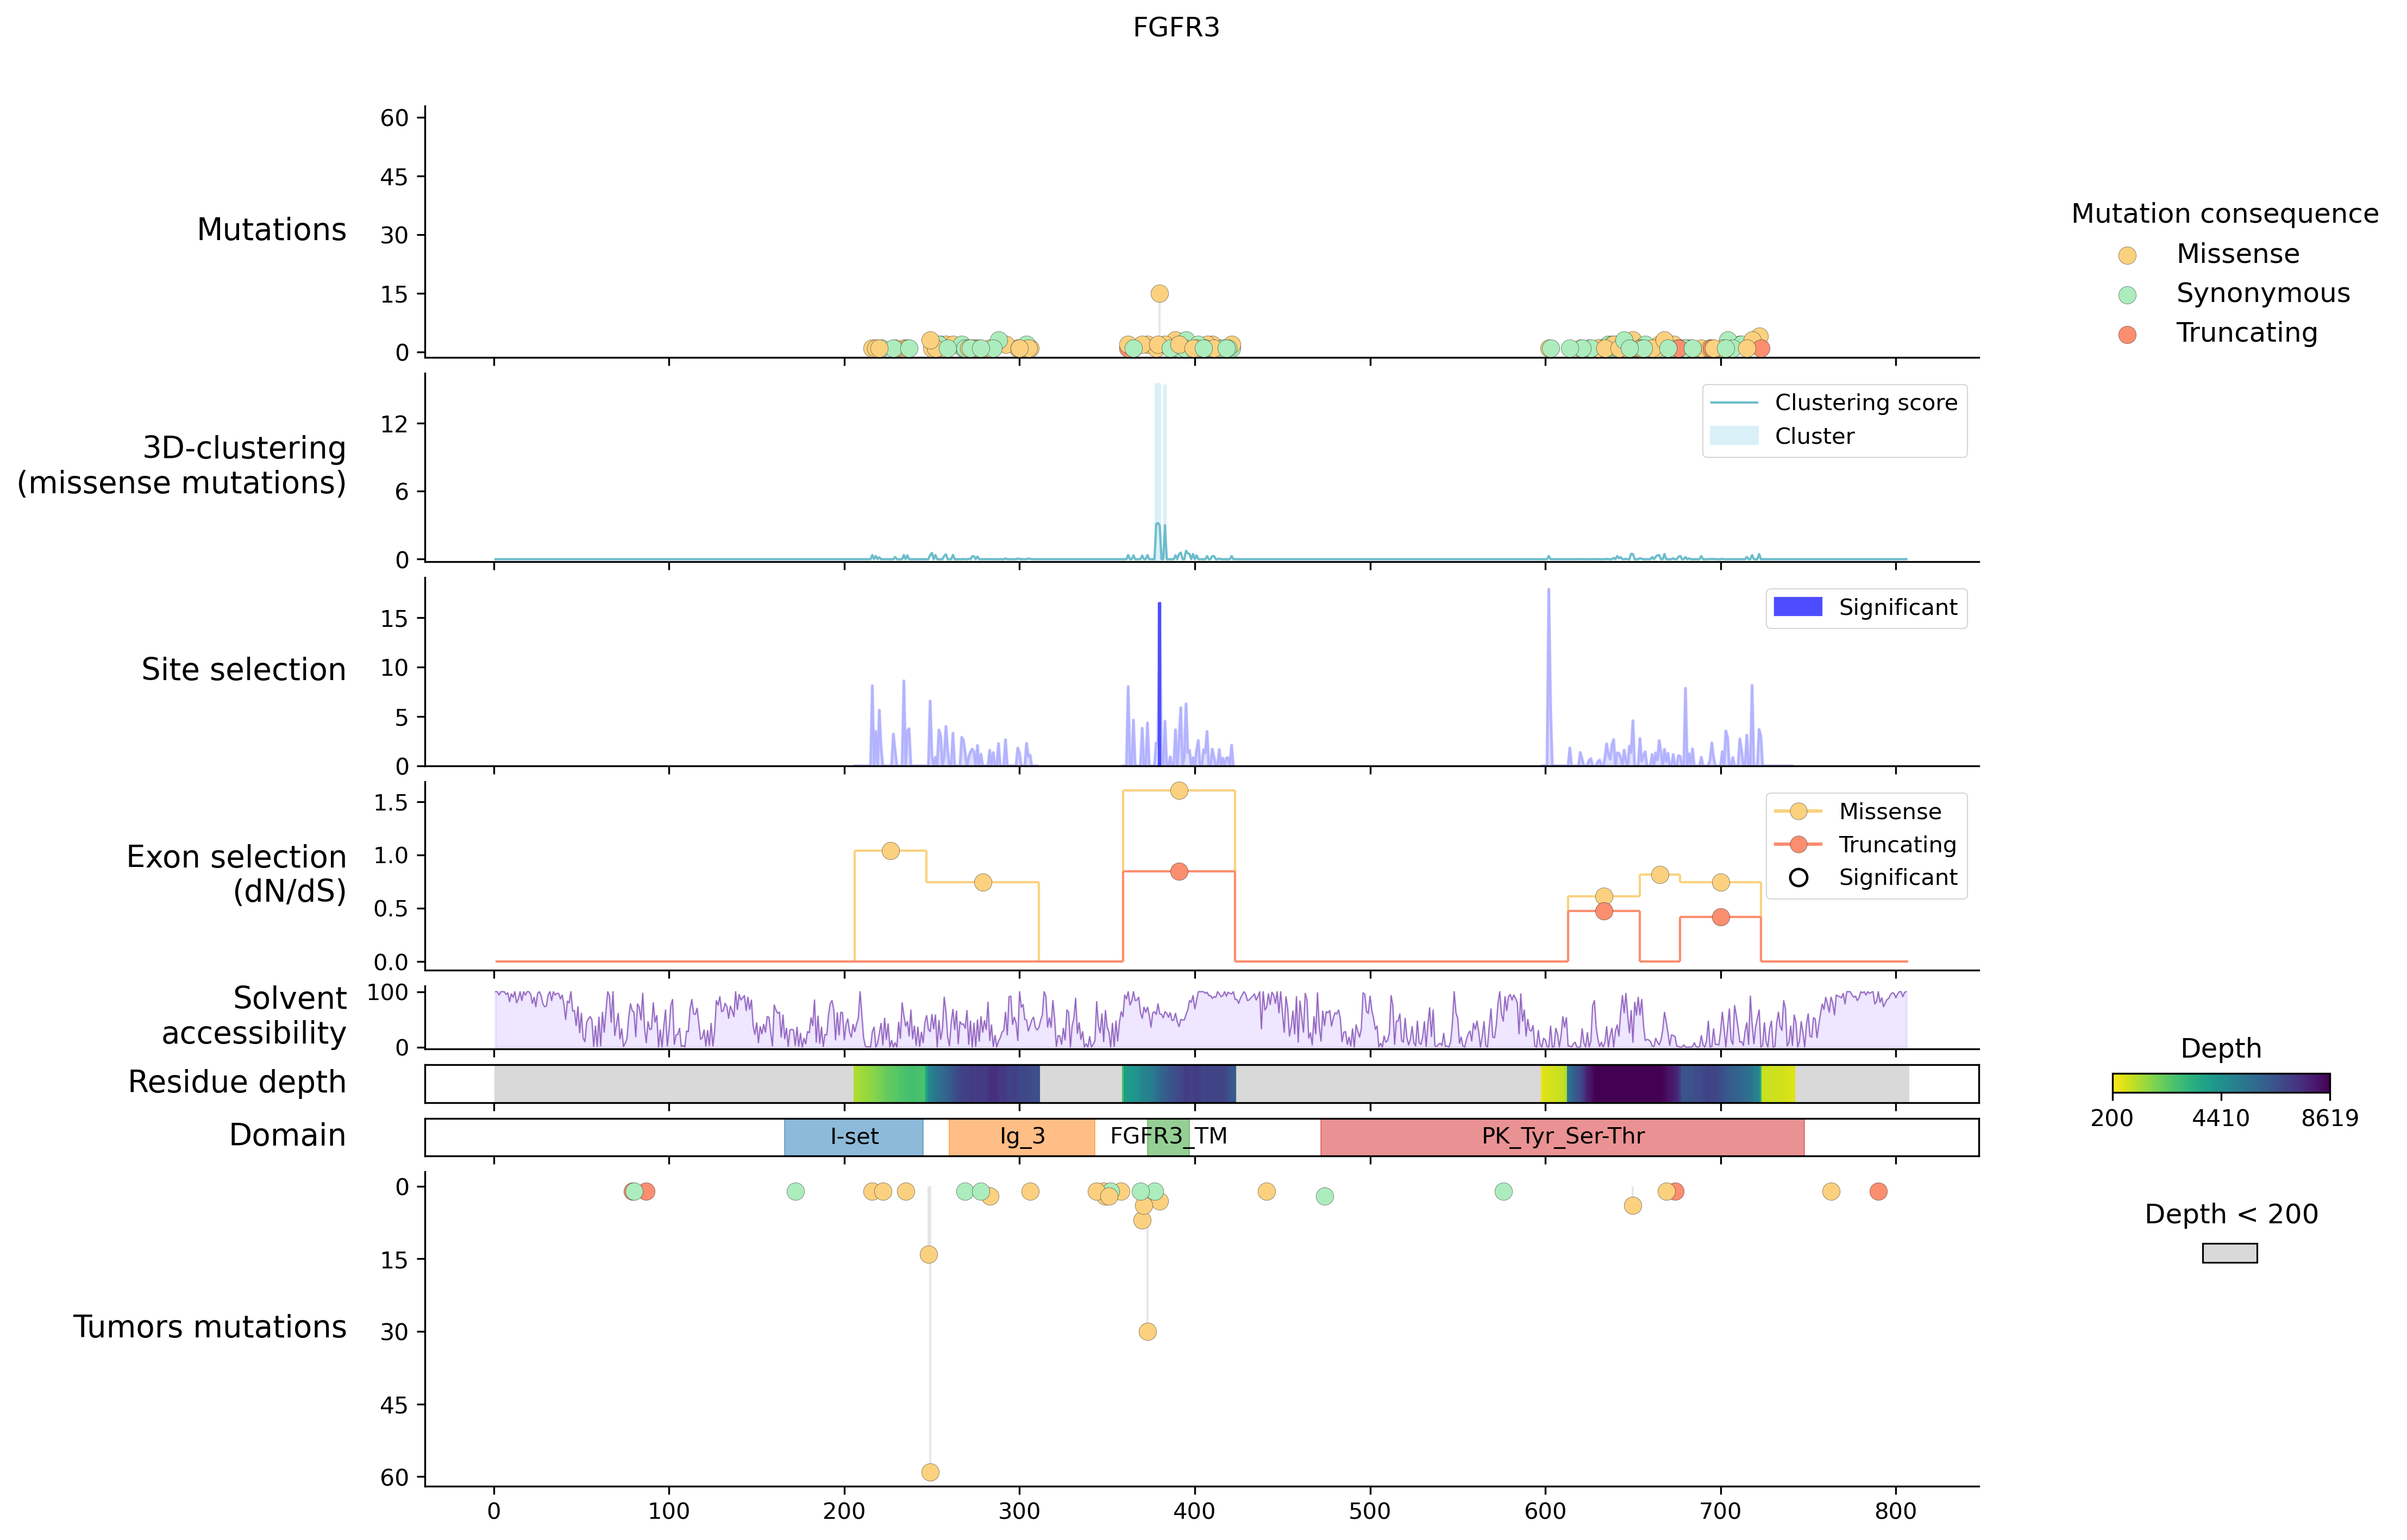 FGFR3
Mutations
60
45
30
15
0
Mutation consequence
Missense
Synonymous
Truncating
3D-clustering
(missense mutations)
12
6
0
Clustering score
Cluster
Site selection
15
10
5
0
Significant
Exon selection
(dN/dS)
1.5
1.0
0.5
0.0
Missense
Truncating
Significant
Solvent
accessibility
100
0
Residue depth
Depth
200 4410 8619
Domain
I-set Ig_3 FGFR3_TM PK_Tyr_Ser-Thr
Depth < 200
Tumors mutations
0
15
30
45
60
0 100 200 300 400 500 600 700 800